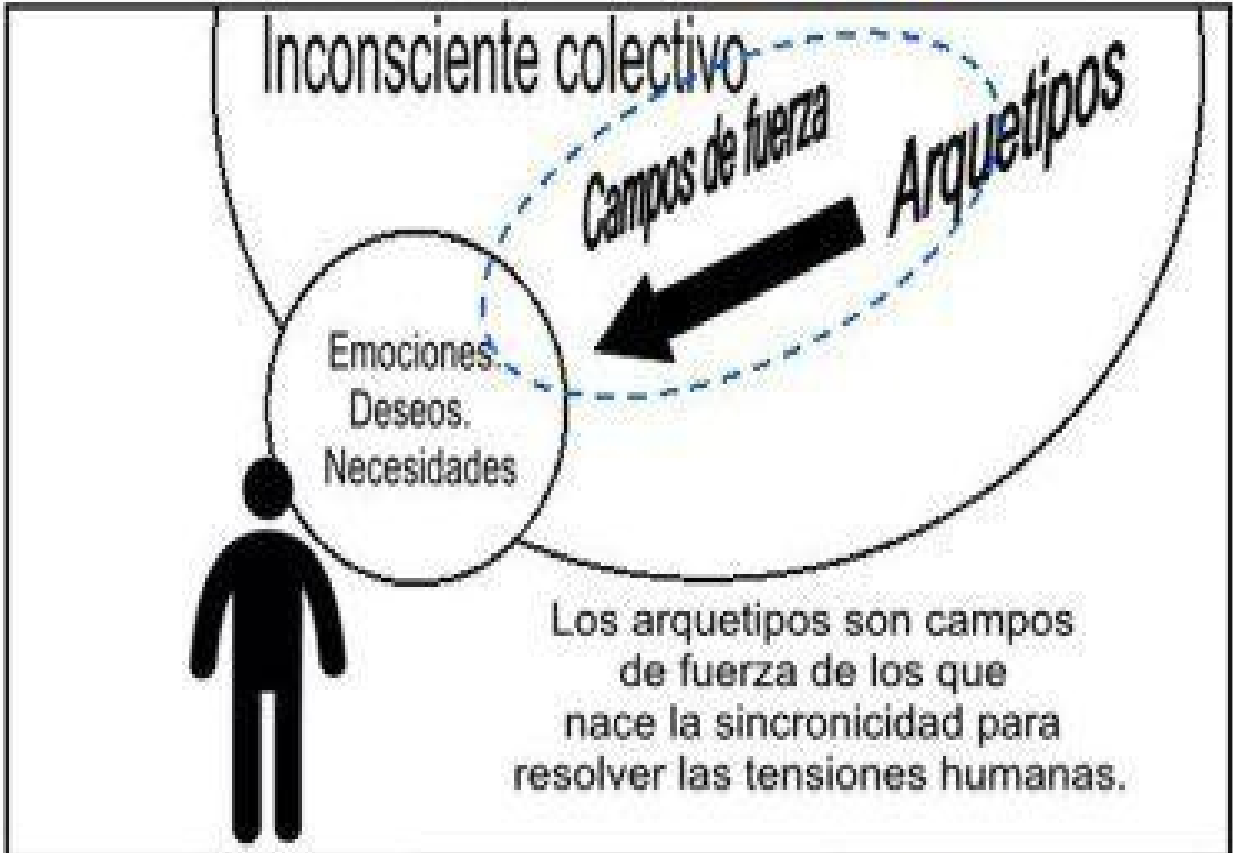 Inconsciente colectivo
Campos de fuerza
Arquetipos
Emociones.
Deseos.
Necesidades
Los arquetipos son campos
de fuerza de los que
nace la sincronicidad para
resolver las tensiones humanas.